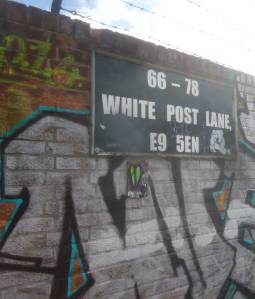 66 – 78
WHITE POST LANE,
E9 5EN